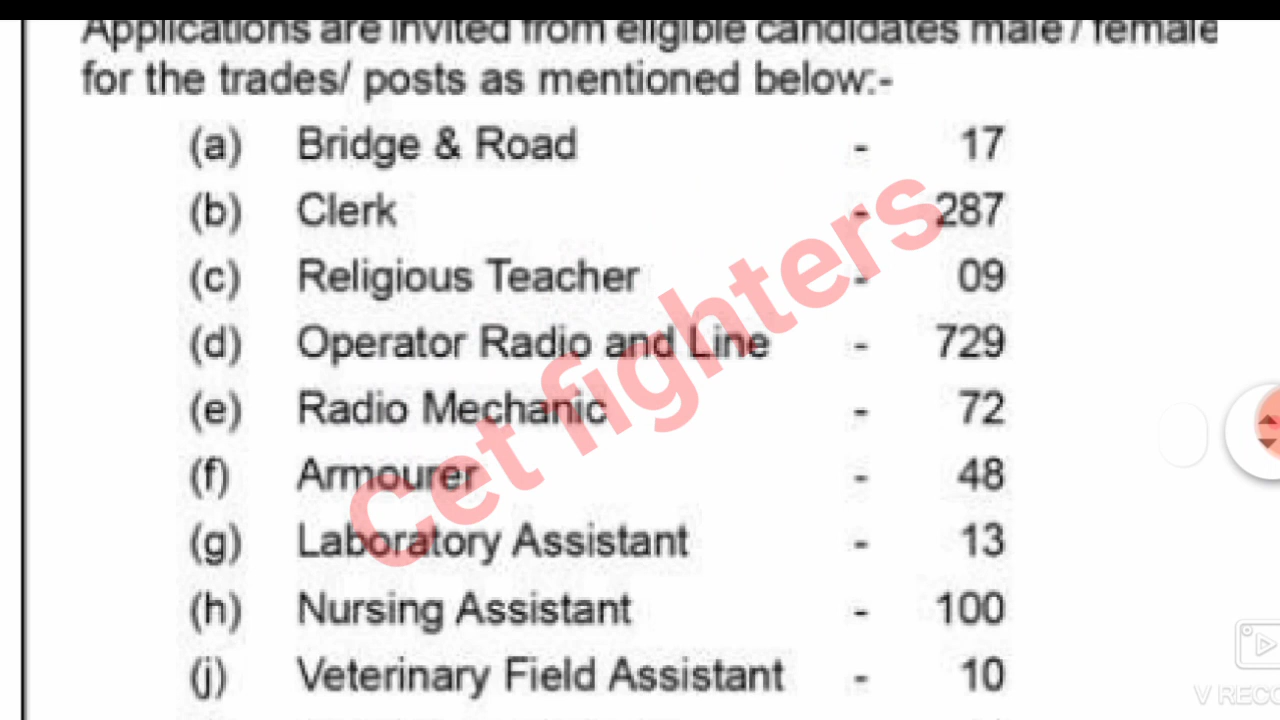 Applications are invited from eligible candidates male / female
for the trades/ posts as mentioned below:-
(a) Bridge & Road - 17
(b) Clerk - 287
(c) Religious Teacher - 09
(d) Operator Radio and Line - 729
(e) Radio Mechanic - 72
(f) Armourer - 48
(g) Laboratory Assistant - 13
(h) Nursing Assistant - 100
(j) Veterinary Field Assistant - 10
Cet fighters
V RECO